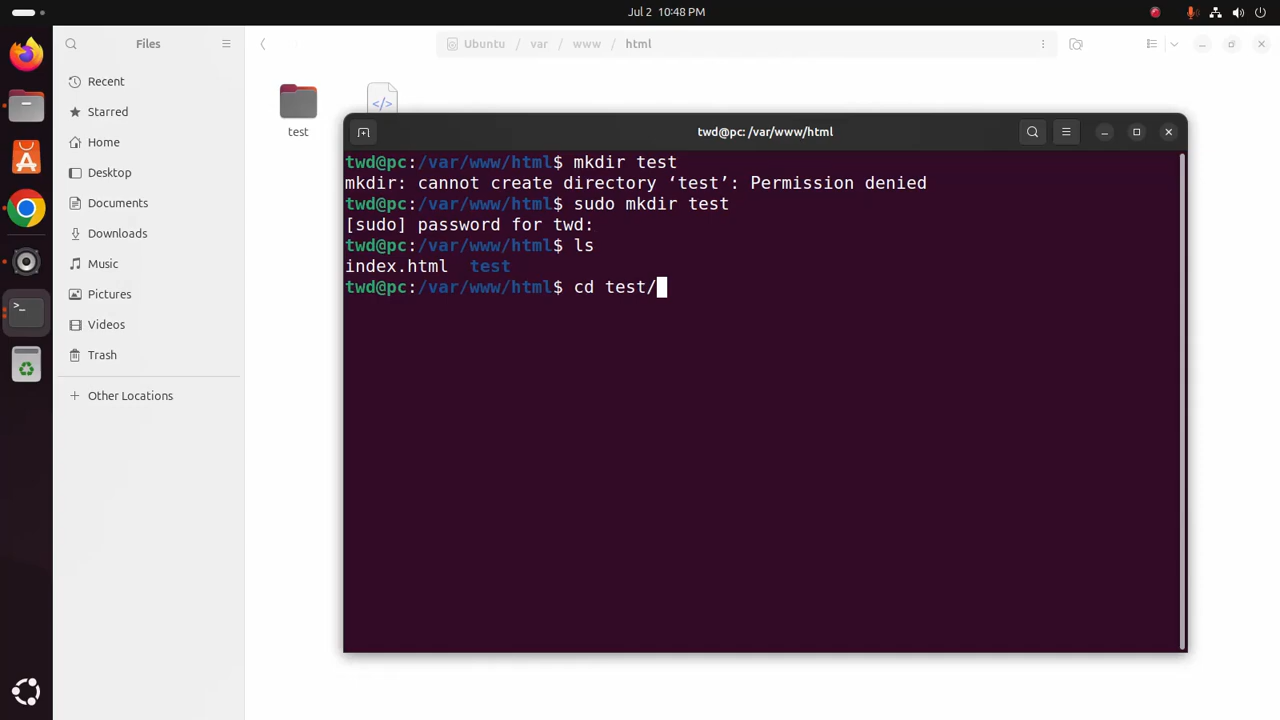 Jul 2 10:48 PM
Files
Ubuntu / var / www / html
Recent
Starred
Home
Desktop
Documents
Downloads
Music
Pictures
Videos
Trash
+ Other Locations
test
</>
twd@pc: /var/www/html
twd@pc:/var/www/html$ mkdir test
mkdir: cannot create directory ‘test’: Permission denied
twd@pc:/var/www/html$ sudo mkdir test
[sudo] password for twd:
twd@pc:/var/www/html$ ls
index.html test
twd@pc:/var/www/html$ cd test/